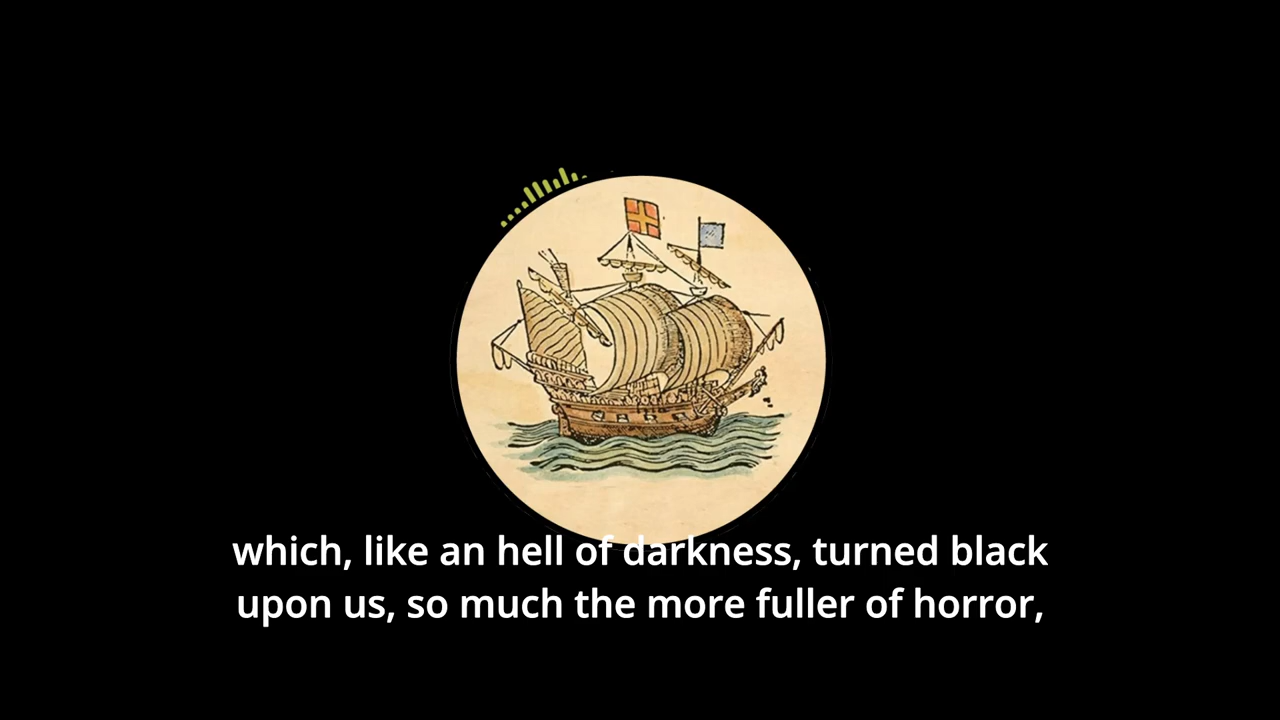 which, like an hell of darkness, turned black
upon us, so much the more fuller of horror,